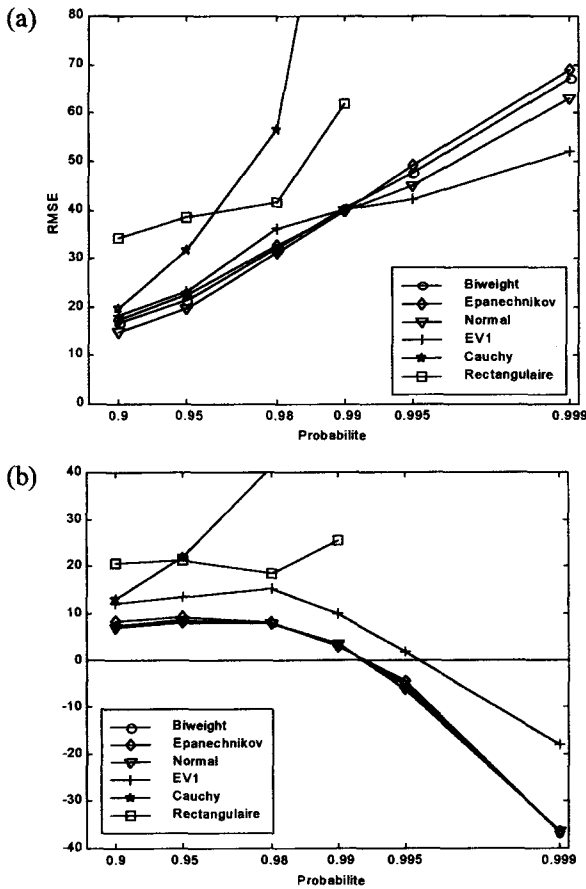 (a)
80
70
60
50
40
30
20
10
0
RMSE
0.9 0.95 0.98 0.99 0.995 0.999
Probabilite
Biweight
Epanechnikov
Normal
EV1
Cauchy
Rectangulaire
(b)
40
30
20
10
0
-10
-20
-30
-40
0.9 0.95 0.98 0.99 0.995 0.999
Probabilite
Biweight
Epanechnikov
Normal
EV1
Cauchy
Rectangulaire